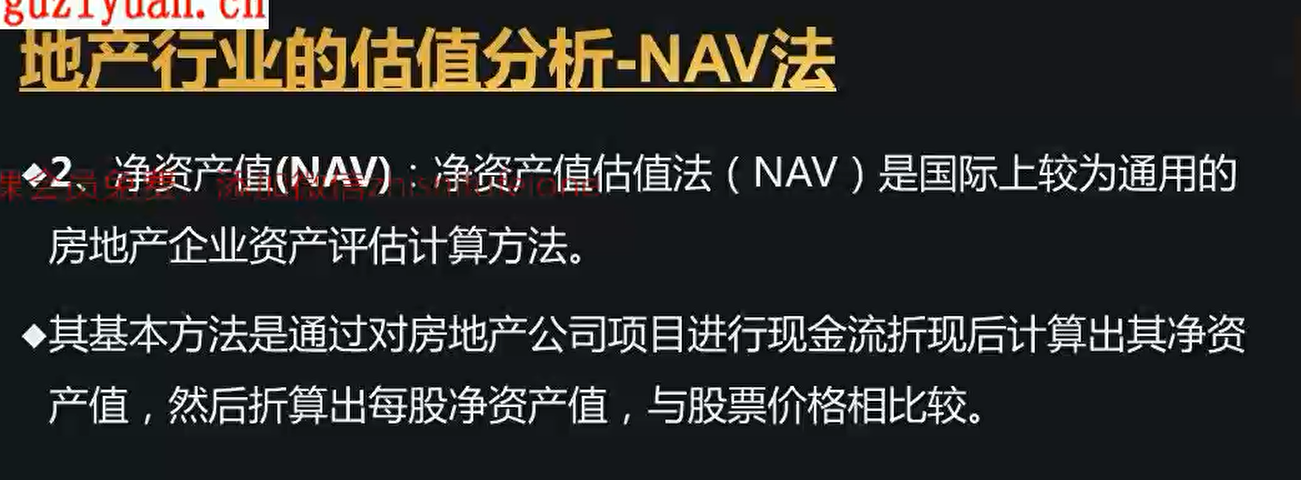 guziyuan.cn
地产行业的估值分析-NAV法
◆2、净资产值(NAV)：净资产值估值法（NAV）是国际上较为通用的
房地产企业资产评估计算方法。
◆其基本方法是通过对房地产公司项目进行现金流折现后计算出其净资
产值，然后折算出每股净资产值，与股票价格相比较。